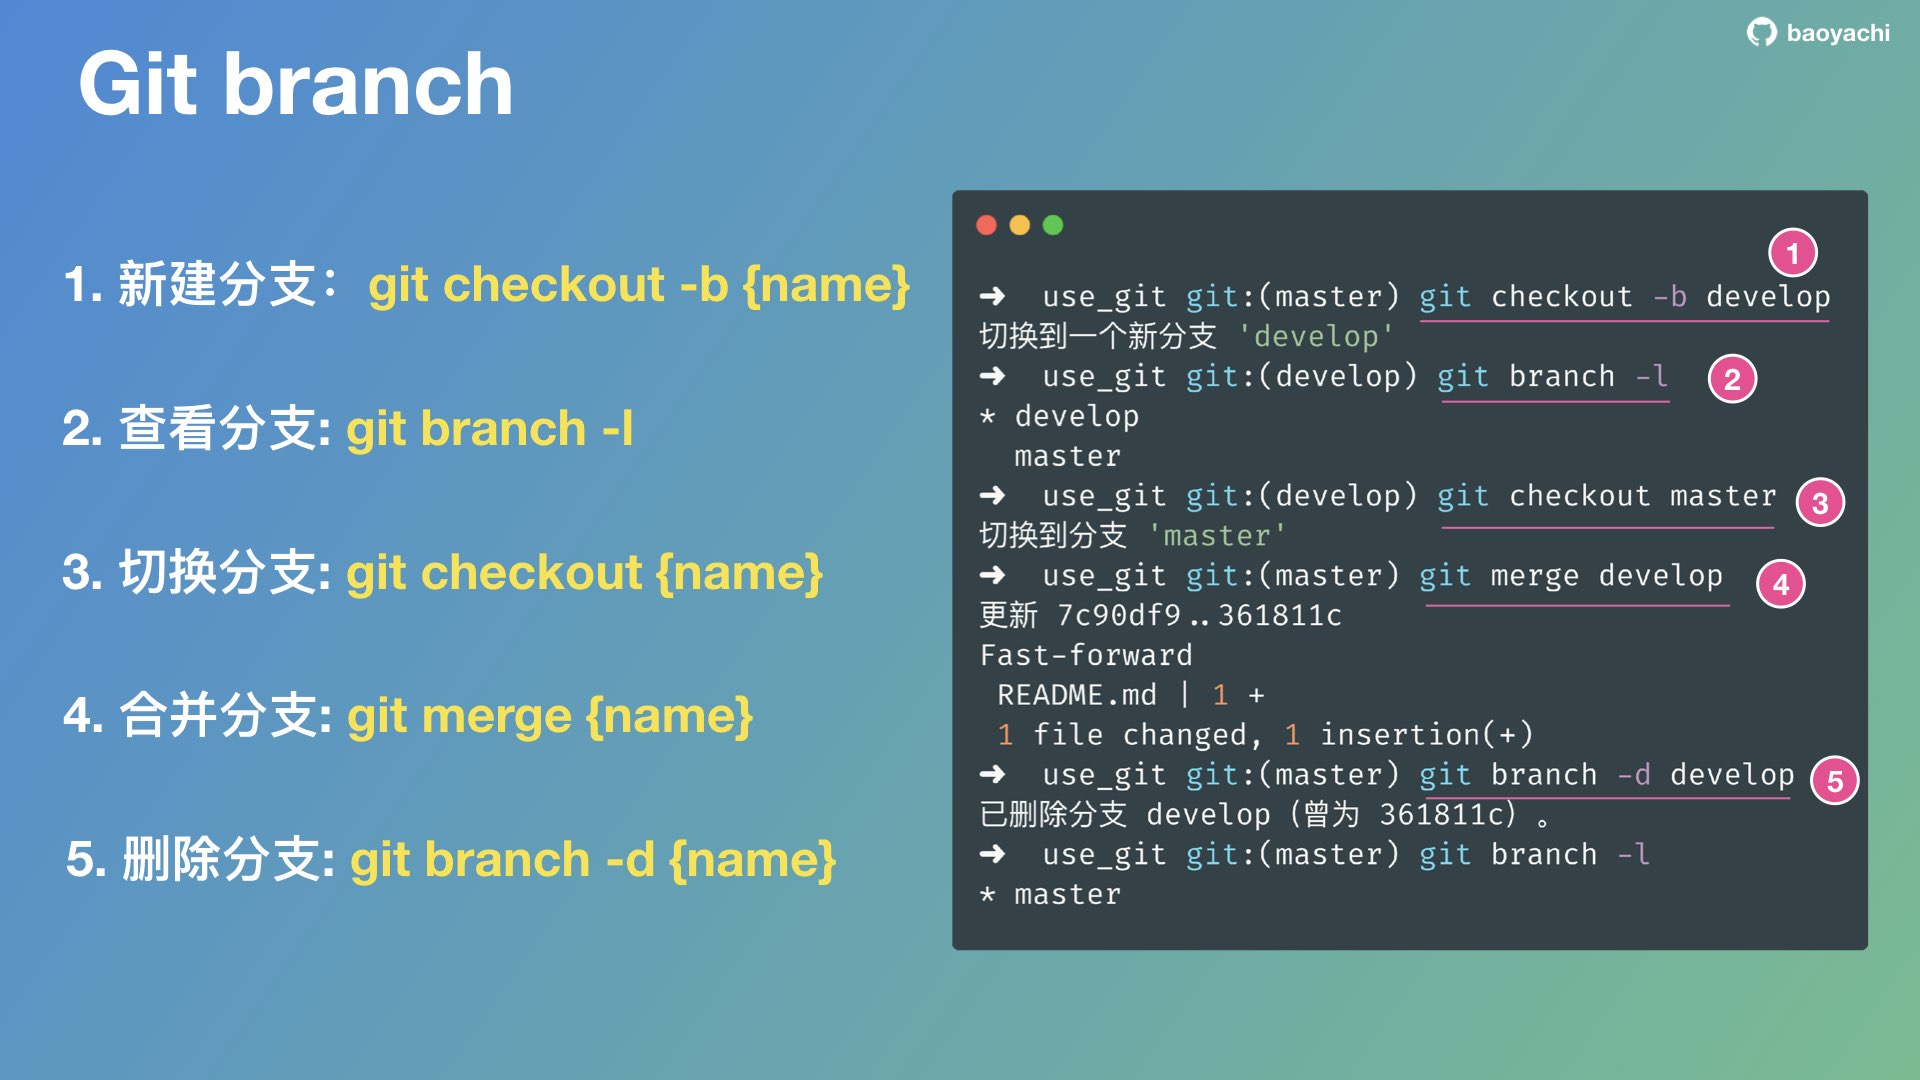 baoyachi
Git branch
1. 新建分支：git checkout -b {name}
2. 查看分支: git branch -l
3. 切换分支: git checkout {name}
4. 合并分支: git merge {name}
5. 删除分支: git branch -d {name}
1
➜ use_git git:(master) git checkout -b develop
切换到一个新分支 'develop'
➜ use_git git:(develop) git branch -l 2
* develop
master
➜ use_git git:(develop) git checkout master 3
切换到分支 'master'
➜ use_git git:(master) git merge develop 4
更新 7c90df9..361811c
Fast-forward
README.md | 1 +
1 file changed, 1 insertion(+)
➜ use_git git:(master) git branch -d develop 5
已删除分支 develop（曾为 361811c）。
➜ use_git git:(master) git branch -l
* master